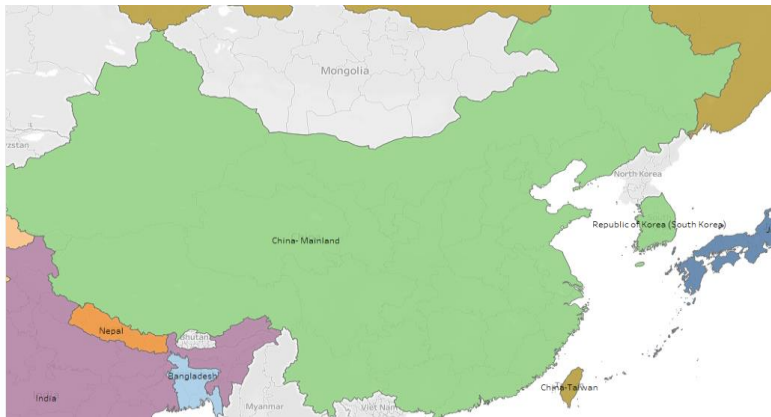 Mongolia
yzstan
North Korea
Republic of Korea (South Korea)
J
China- Mainland
Nepal
Bhutan
Bangladesh
India
Myanmar
Viet Nam
China-Taiwan